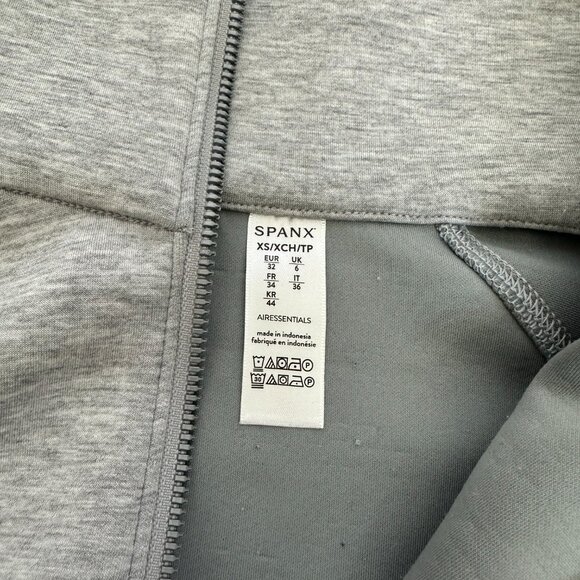 SPANX
XS/XCH/TP
EUR UK
32 6
FR IT
34 36
KR
44
AIRESSENTIALS
made in indonesia
fabriqué en indonésie
P
30 P